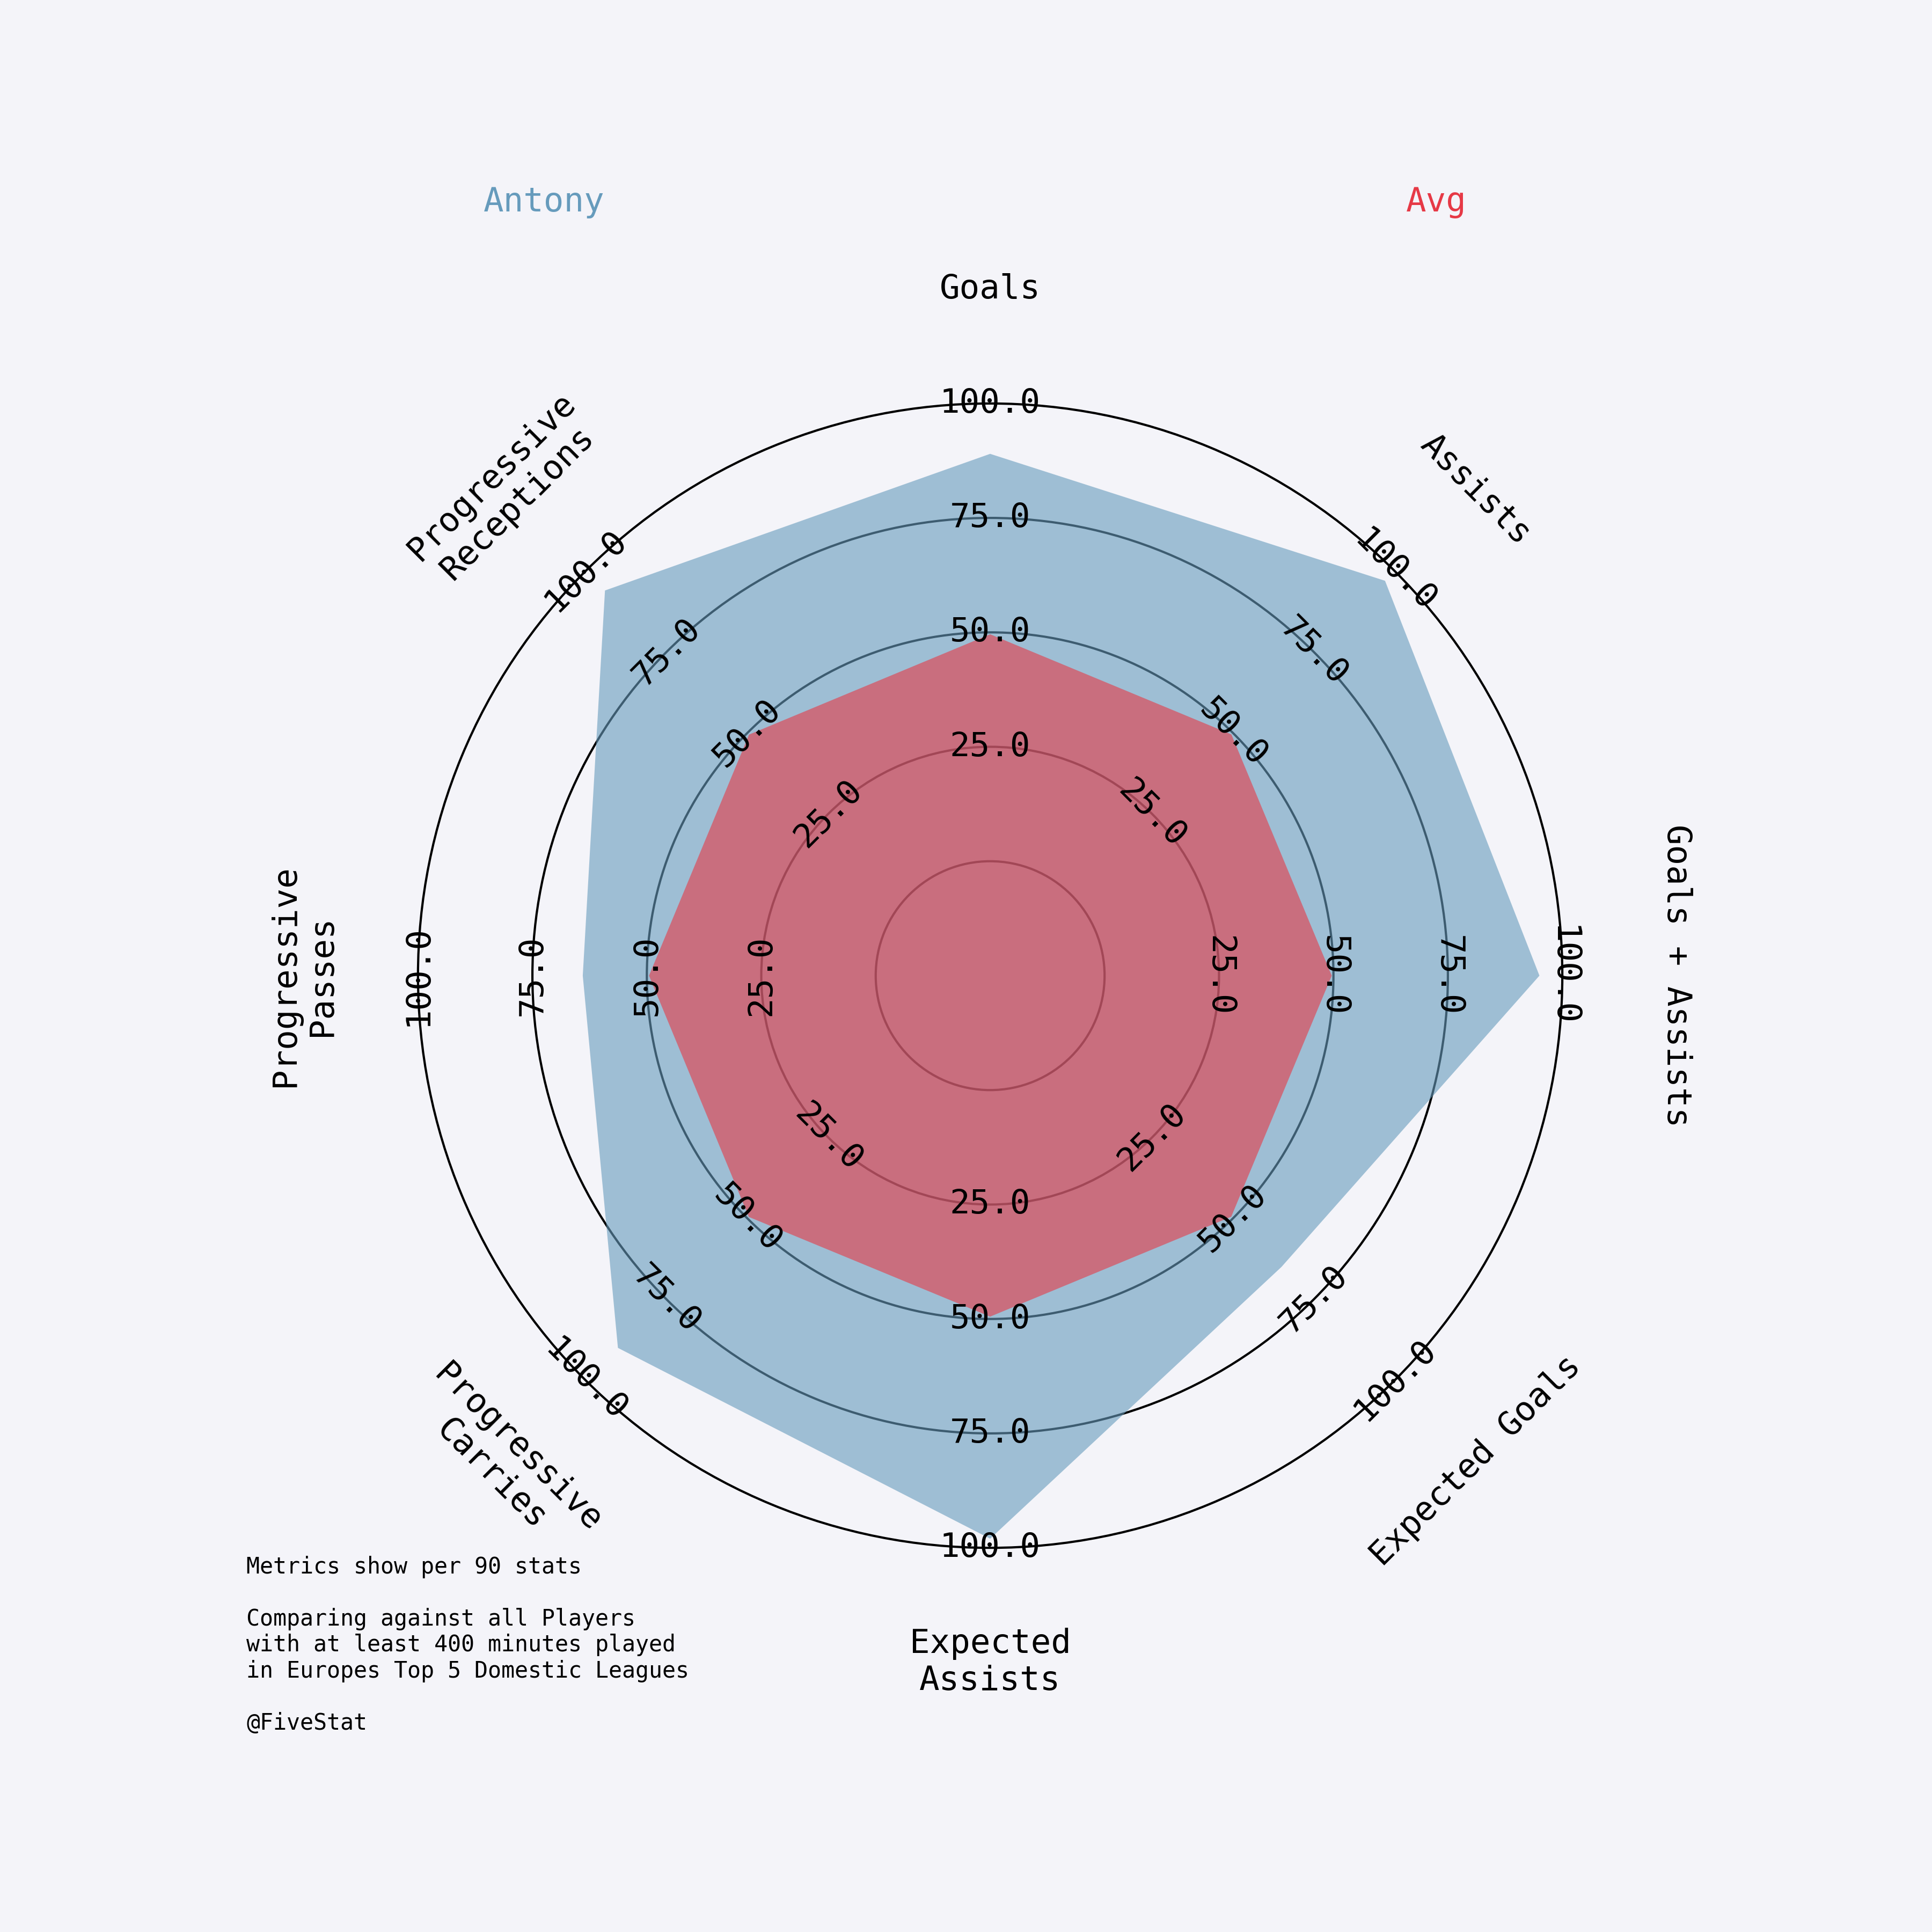 Antony
Avg
Goals
Assists
Goals + Assists
Expected Goals
Expected
Assists
Progressive
Carries
Progressive
Passes
Progressive
Receptions
25.0
50.0
75.0
100.0
25.0
50.0
75.0
100.0
25.0
50.0
75.0
100.0
25.0
50.0
75.0
100.0
25.0
50.0
75.0
100.0
25.0
50.0
75.0
100.0
25.0
50.0
75.0
100.0
25.0
50.0
75.0
100.0
Metrics show per 90 stats
Comparing against all Players
with at least 400 minutes played
in Europes Top 5 Domestic Leagues
@FiveStat